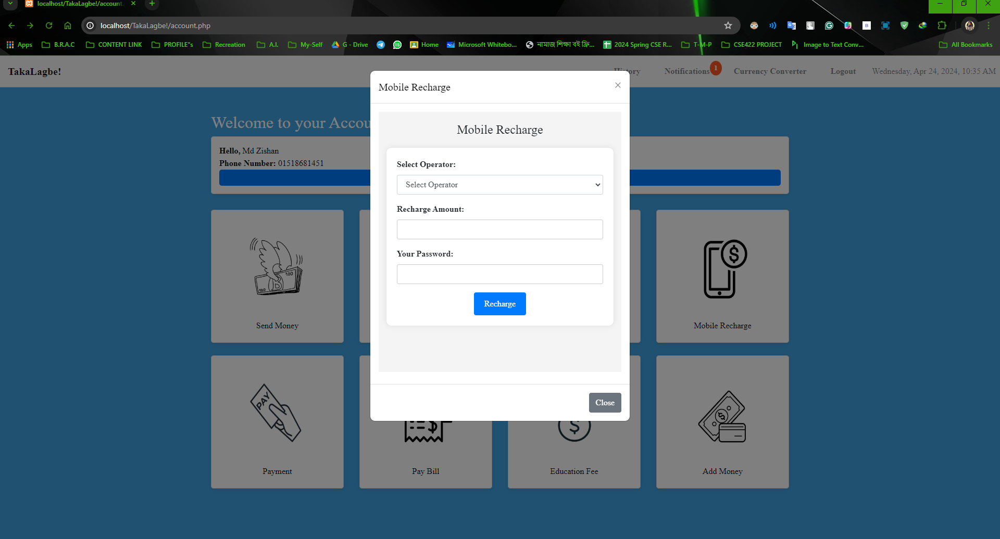 localhost/TakaLagbe!/account.
localhost/TakaLagbe!/account.php
Apps B.R.A.C CONTENT LINK PROFILE"s Recreation A.I. My-Self G - Drive 15 Home Microsoft Whitebo... নামাজ শিক্ষা বই ফ্রি... 2024 Spring CSE R... T-M-P CSE422 PROJECT Image to Text Conv... All Bookmarks
TakaLagbe! History Notifications 1 Currency Converter Logout Wednesday, Apr 24, 2024, 10:35 AM
Mobile Recharge ×
Welcome to your Accou
Hello, Md Zishan
Phone Number: 01518681451
Mobile Recharge
Select Operator:
Select Operator
Recharge Amount:
Your Password:
Recharge
Close
100
100
B
$
Send Money
Mobile Recharge
PAY
$
$
$
Payment
Pay Bill
Education Fee
Add Money